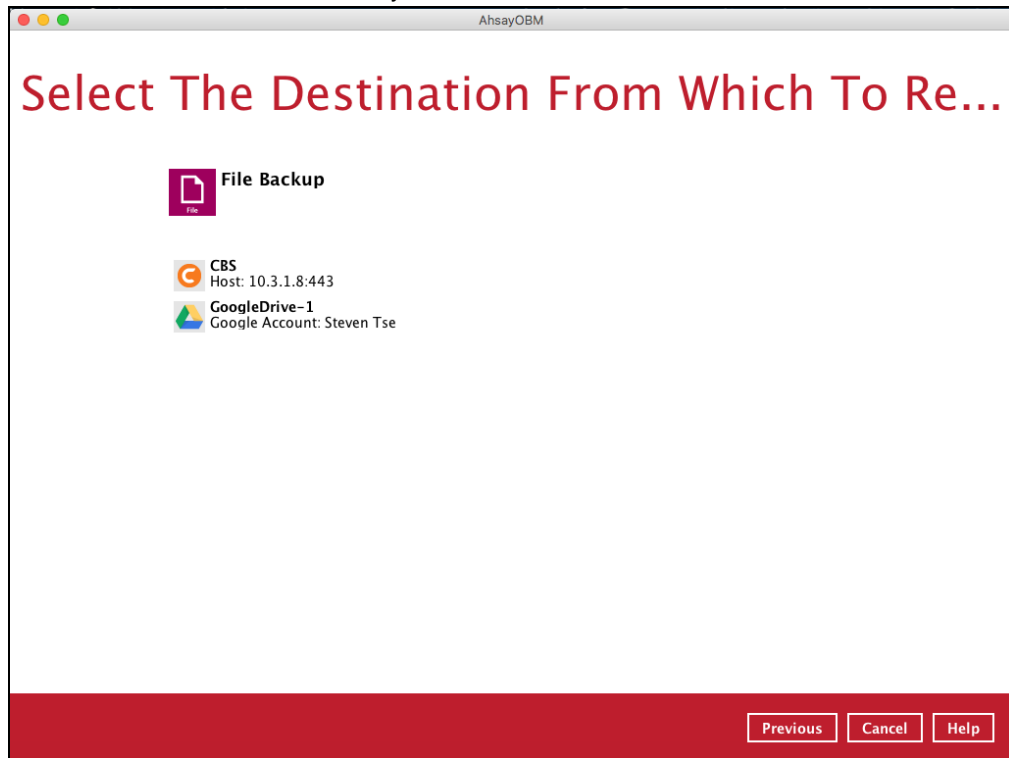 AhsayOBM
Select The Destination From Which To Re...
File Backup
File
CBS
Host: 10.3.1.8:443
GoogleDrive-1
Google Account: Steven Tse
Previous Cancel Help